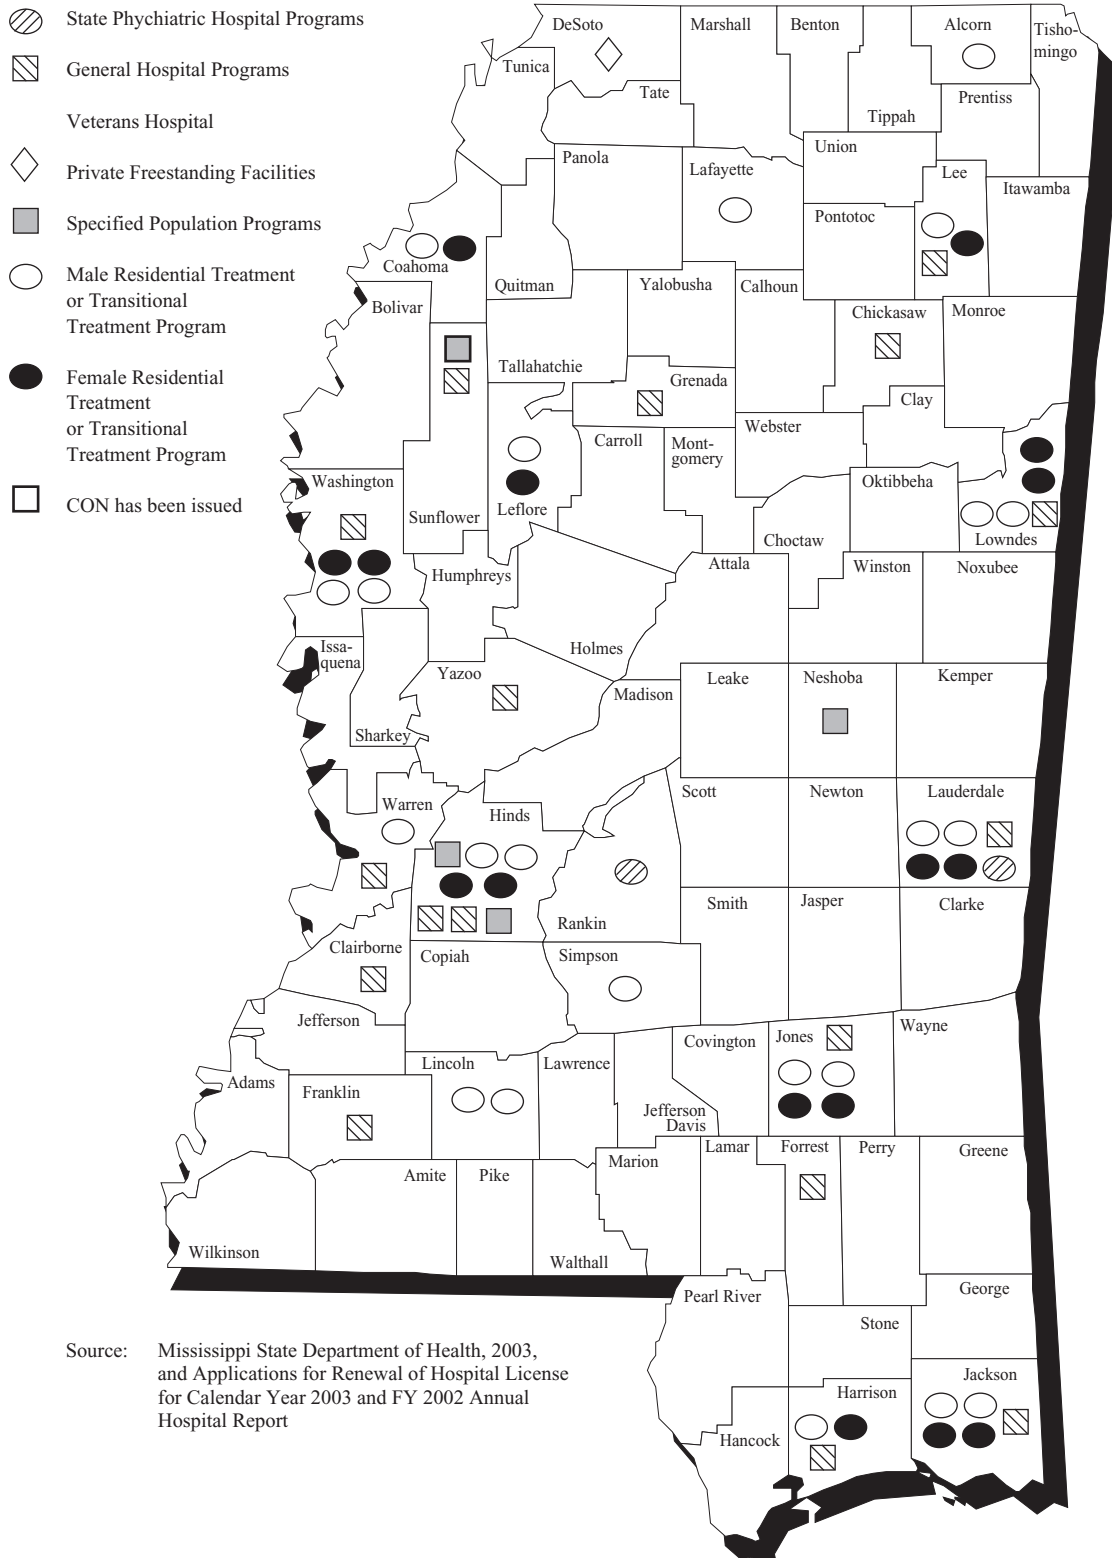 State Phychiatric Hospital Programs
General Hospital Programs
Veterans Hospital
Private Freestanding Facilities
Specified Population Programs
Male Residential Treatment
or Transitional
Treatment Program
Female Residential
Treatment
or Transitional
Treatment Program
CON has been issued
DeSoto
Marshall
Benton
Alcorn
Tisho-
mingo
Tunica
Tate
Tippah
Prentiss
Panola
Lafayette
Union
Lee
Itawamba
Pontotoc
Coahoma
Quitman
Yalobusha
Calhoun
Bolivar
Chickasaw
Monroe
Tallahatchie
Grenada
Clay
Webster
Carroll
Mont-
gomery
Washington
Oktibbeha
Leflore
Sunflower
Lowndes
Choctaw
Attala
Winston
Noxubee
Humphreys
Holmes
Issa-
quena
Yazoo
Madison
Leake
Neshoba
Kemper
Sharkey
Scott
Newton
Lauderdale
Warren
Hinds
Rankin
Smith
Jasper
Clarke
Clairborne
Copiah
Simpson
Jefferson
Covington
Jones
Wayne
Lincoln
Lawrence
Adams
Franklin
Jefferson
Davis
Marion
Lamar
Forrest
Perry
Greene
Amite
Pike
Wilkinson
Walthall
Pearl River
George
Stone
Source: Mississippi State Department of Health, 2003,
and Applications for Renewal of Hospital License
for Calendar Year 2003 and FY 2002 Annual
Hospital Report
Jackson
Harrison
Hancock